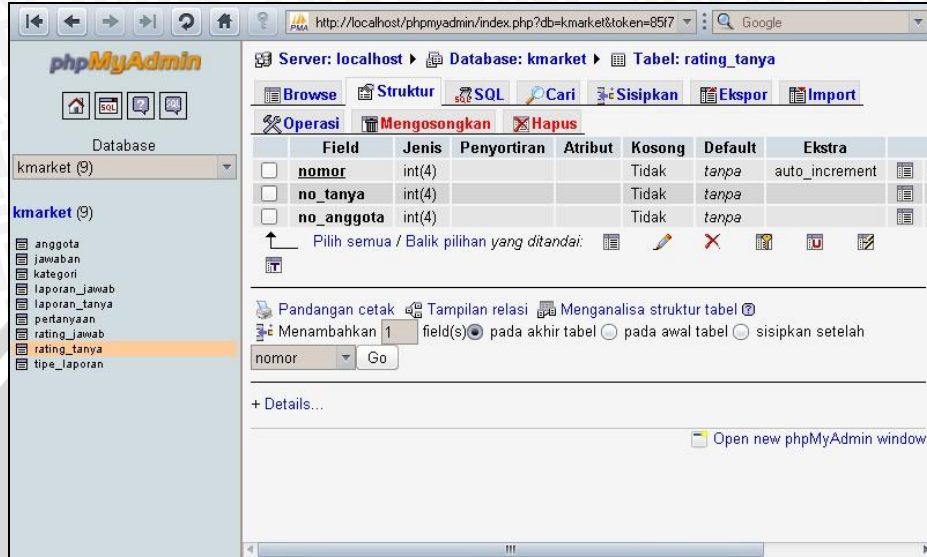 http://localhost/phpmyadmin/index.php?db=kmarket&token=85f7
Google
phpMyAdmin
SQL
Database
kmarket (9)
kmarket (9)
anggota
jawaban
kategori
laporan_jawab
laporan_tanya
pertanyaan
rating_jawab
rating_tanya
tipe_laporan
Server: localhost Database: kmarket Tabel: rating_tanya
Browse Struktur SQL Cari Sisipkan Ekspor Import
Operasi Mengosongkan Hapus
Field Jenis Penyortiran Atribut Kosong Default Ekstra
nomor int(4) Tidak tanpa auto_increment
no_tanya int(4) Tidak tanpa
no_anggota int(4) Tidak tanpa
Pilih semua / Balik pilihan yang ditandai:
Pandangan cetak Tampilan relasi Menganalisa struktur tabel
Menambahkan 1 field(s) pada akhir tabel pada awal tabel sisipkan setelah
nomor Go
+ Details...
Open new phpMyAdmin window